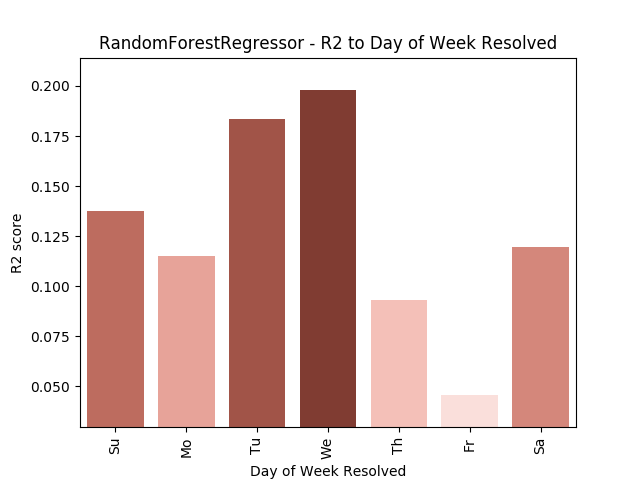 RandomForestRegressor - R2 to Day of Week Resolved
0.200
0.175
0.150
0.125
0.100
0.075
0.050
R2 score
Su
Mo
Tu
We
Th
Fr
Sa
Day of Week Resolved